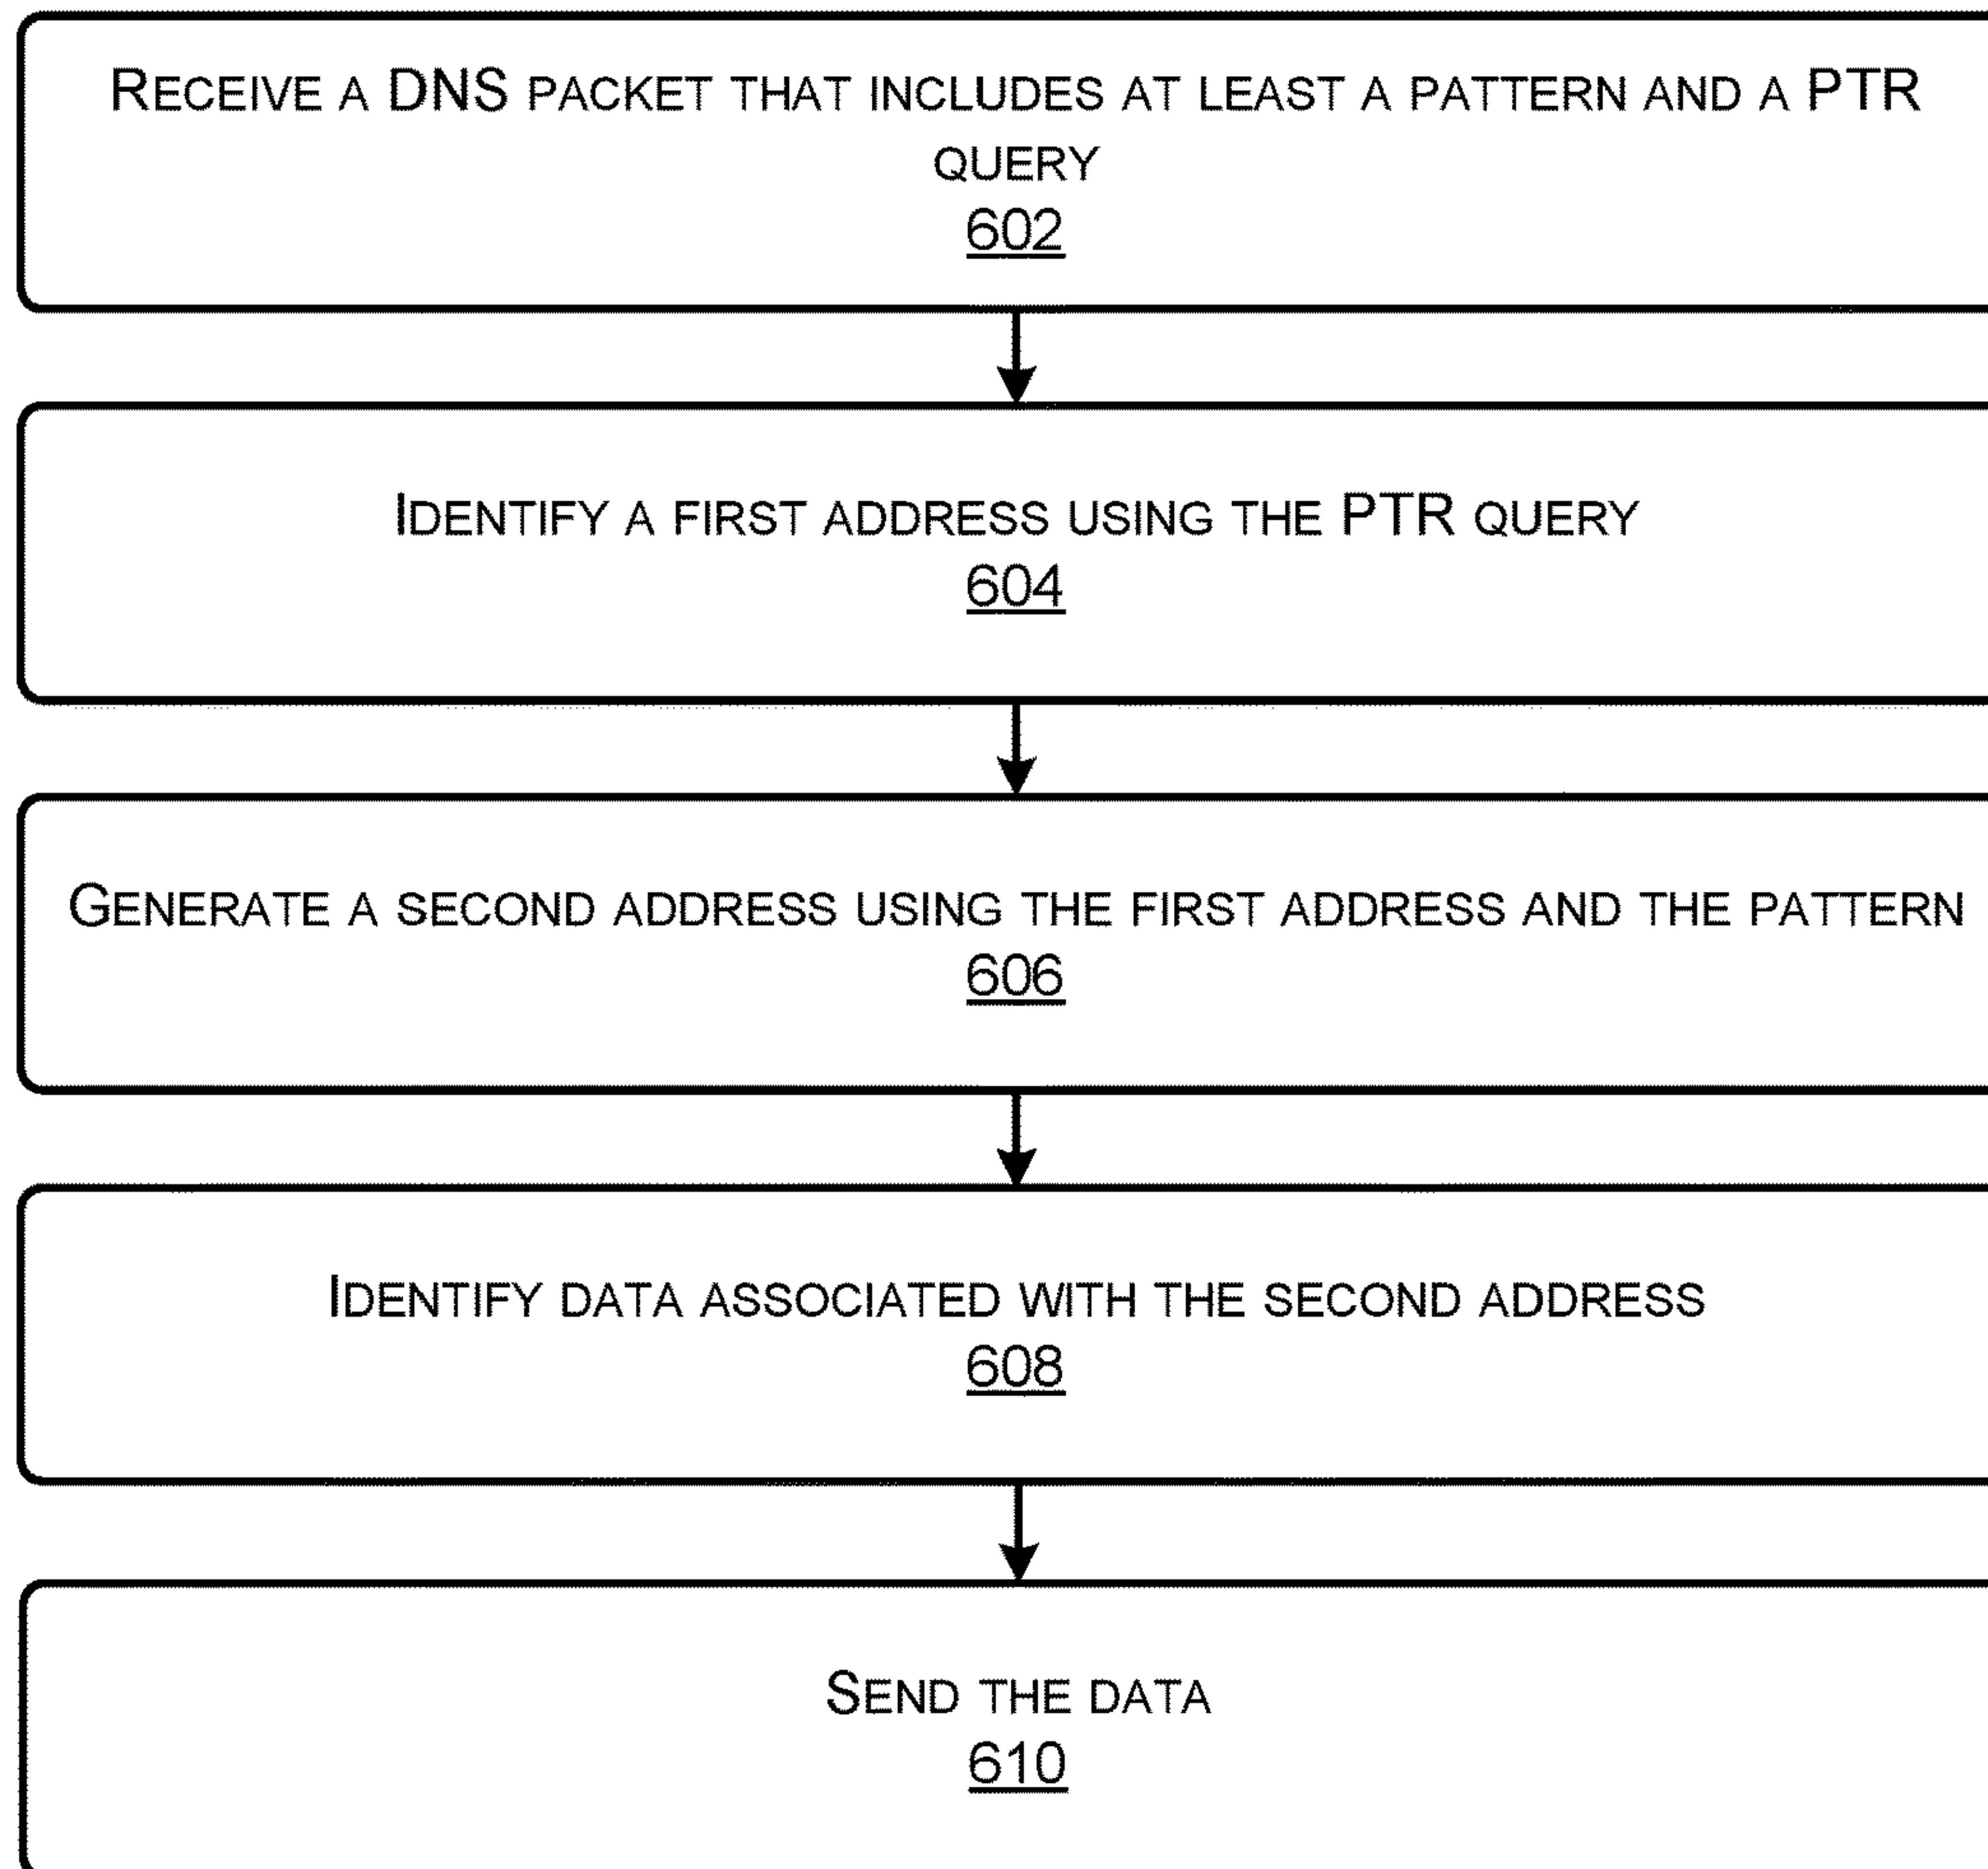 RECEIVE A DNS PACKET THAT INCLUDES AT LEAST A PATTERN AND A PTR
QUERY
602
IDENTIFY A FIRST ADDRESS USING THE PTR QUERY
604
GENERATE A SECOND ADDRESS USING THE FIRST ADDRESS AND THE PATTERN
606
IDENTIFY DATA ASSOCIATED WITH THE SECOND ADDRESS
608
SEND THE DATA
610